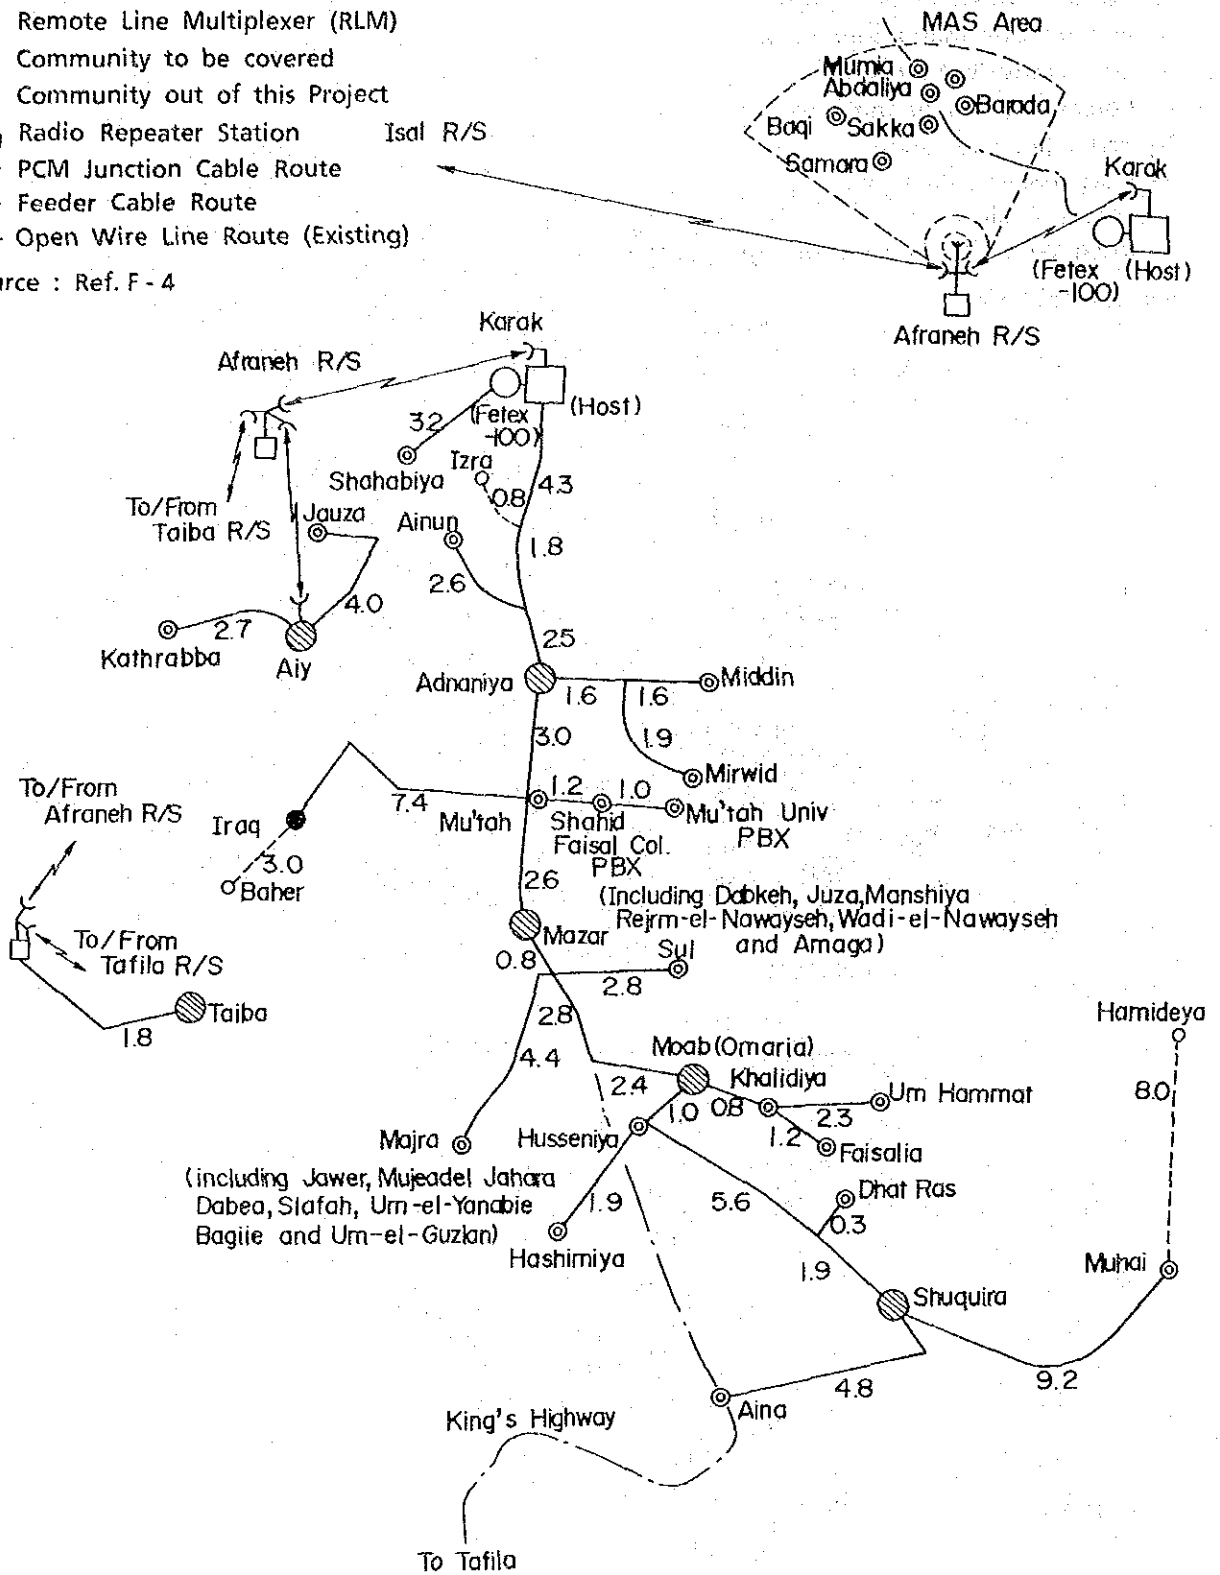 Remote Line Multiplexer (RLM)
Community to be covered
Community out of this Project
Radio Repeater Station
PCM Junction Cable Route
Feeder Cable Route
Open Wire Line Route (Existing)
rce : Ref. F - 4
Isal R/S
MAS Area
Mumia
Abdaliya
Barada
Baqi
Sakka
Samara
Karak
(Fetex
-100)
(Host)
Afraneh R/S
Karak
Afraneh R/S
(Host)
32
(Fetex
-100)
Shahabiya
Izra
0.8
4.3
To/From
Taiba R/S
Jauza
Ainun
1.8
2.6
4.0
2.7
Kathrabba
Aiy
25
Adnaniya
1.6
1.6
Middin
3.0
1.9
Mirwid
To/From
Afraneh R/S
7.4
1.2
1.0
Iraq
Mu'tah
Shahid
Faisal Col.
PBX
Mu'tah Univ
PBX
3.0
Baher
2.6
(Including Dabkeh, Juza, Manshiya
Rejrm-el-Nawayseh, Wadi-el-Nawayseh
and Amaga)
Mazar
To/From
Tafila R/S
0.8
Sul
2.8
Taiba
1.8
2.8
4.4
Hamideya
Moab (Omaria)
Khalidiya
2.4
1.0
0.8
2.3
Um Hammat
8.0
Majra
Husseniya
1.2
Faisalia
(including Jawer, Mujeadel Jahara
Dabea, Slafah, Um-el-Yanabie
Bagiie and Um-el-Guzlan)
1.9
5.6
Dhat Ras
0.3
Hashimiya
1.9
Muhai
Shuquira
4.8
9.2
Aina
King's Highway
To Tafila